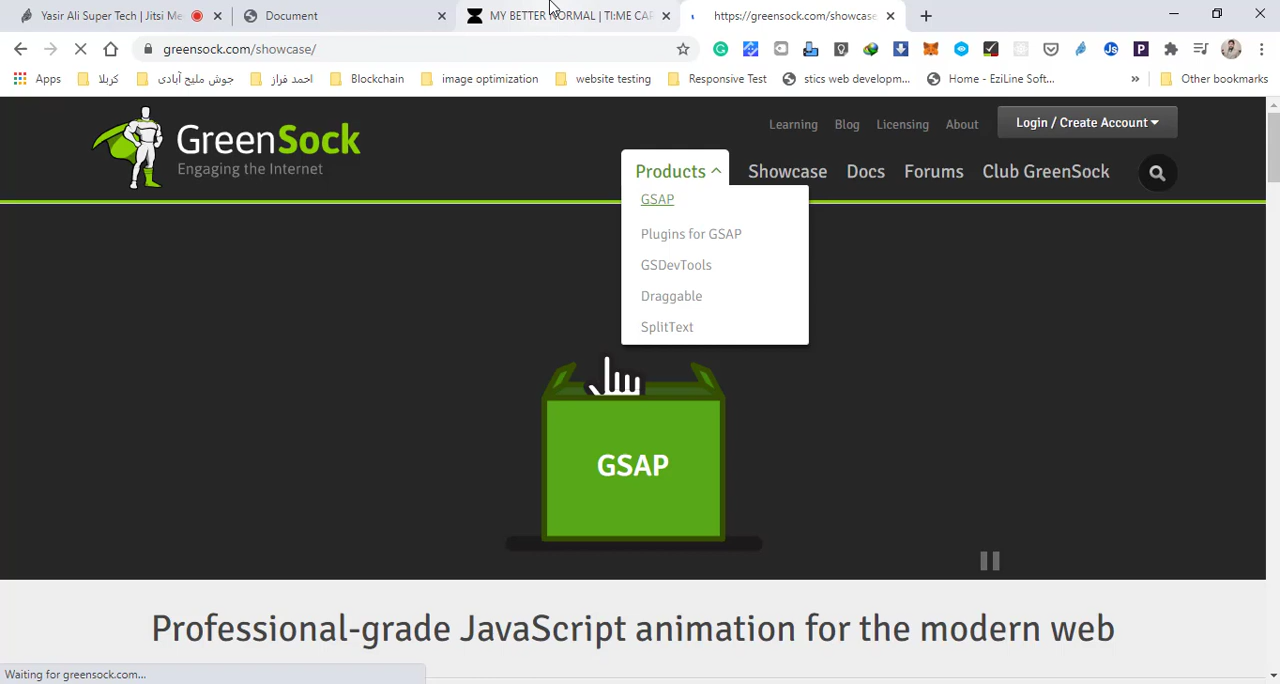 Yasir Ali Super Tech | Jitsi Me
Document
MY BETTER NORMAL | TI:ME CAR
https://greensock.com/showcase
greensock.com/showcase/
Apps
کربلا
جوش ملیح آبادی
احمد فراز
Blockchain
image optimization
website testing
Responsive Test
stics web developm...
Home - EziLine Soft...
»
Other bookmarks
GreenSock
Engaging the Internet
Learning
Blog
Licensing
About
Login / Create Account
Products
Showcase
Docs
Forums
Club GreenSock
GSAP
Plugins for GSAP
GSDevTools
Draggable
SplitText
GSAP
Professional-grade JavaScript animation for the modern web
Waiting for greensock.com...